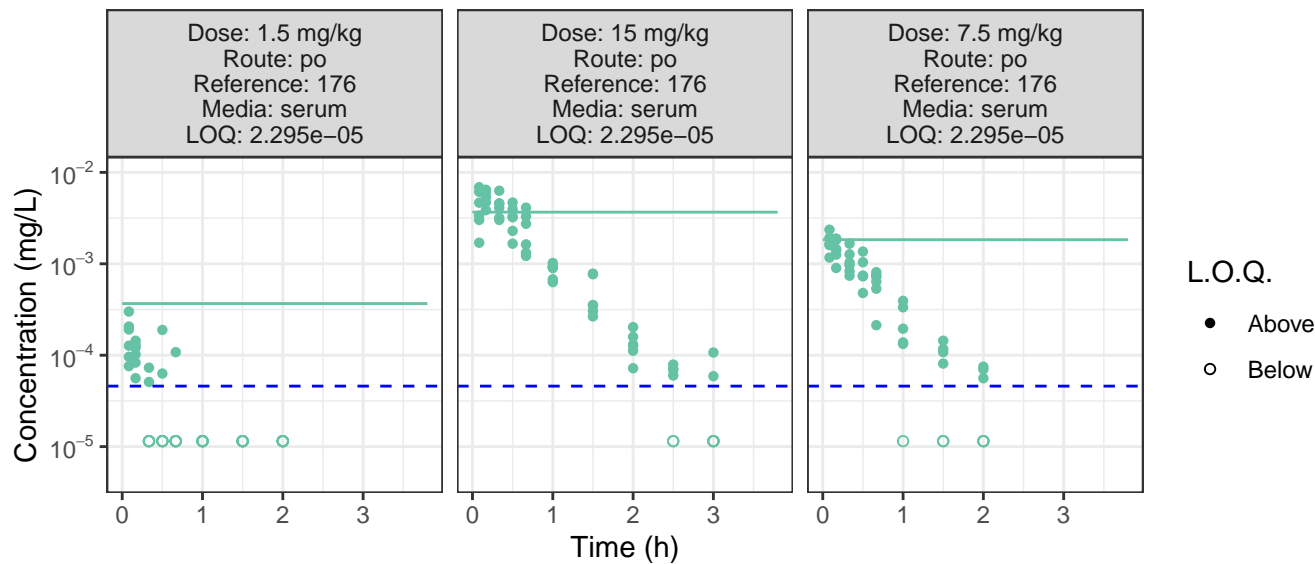 Dose: 1.5 mg/kg
Route: po
Reference: 176
Media: serum
LOQ: 2.295e−05
Dose: 15 mg/kg
Route: po
Reference: 176
Media: serum
LOQ: 2.295e−05
Dose: 7.5 mg/kg
Route: po
Reference: 176
Media: serum
LOQ: 2.295e−05
Concentration (mg/L)
10⁻²
10⁻³
10⁻⁴
10⁻⁵
0 1 2 3
0 1 2 3
0 1 2 3
Time (h)
L.O.Q.
Above
Below